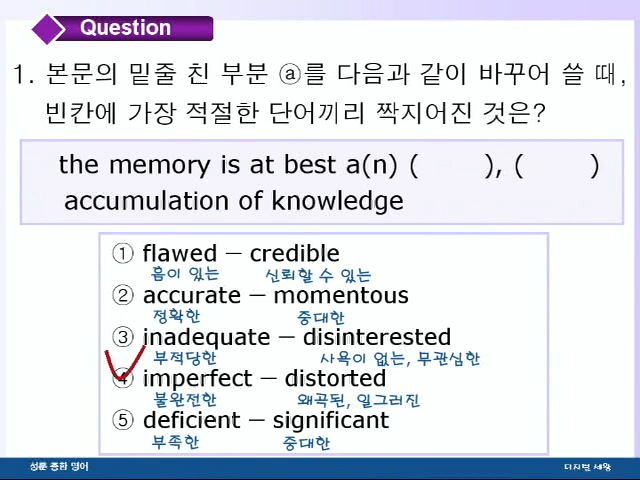 Question
1. 본문의 밑줄 친 부분 ⓐ를 다음과 같이 바꾸어 쓸 때,
빈칸에 가장 적절한 단어끼리 짝지어진 것은?
the memory is at best a(n) (      ), (      )
accumulation of knowledge
① flawed – credible
흠이 있는 신뢰할 수 있는
② accurate – momentous
정확한 중대한
③ inadequate – disinterested
부적당한 사욕이 없는, 무관심한
④ imperfect – distorted
불완전한 왜곡된, 일그러진
⑤ deficient – significant
부족한 중대한
성문 종합 영어 디지털 세말